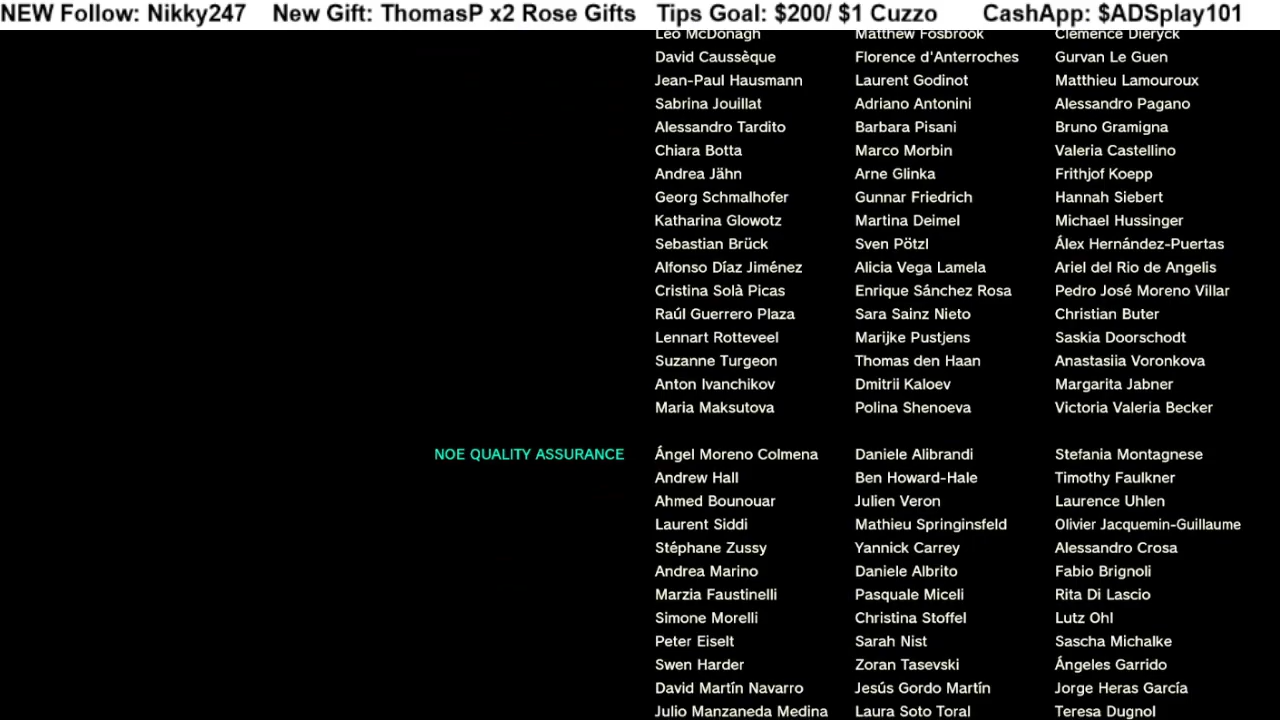 NEW Follow: Nikky247 New Gift: ThomasP x2 Rose Gifts Tips Goal: $200/ $1 Cuzzo CashApp: $ADSplay101
Leo McDonagh Matthew Fosbrook Clémence Dieryck
David Caussèque Florence d'Anterroches Gurvan Le Guen
Jean-Paul Hausmann Laurent Godinot Matthieu Lamouroux
Sabrina Jouillat Adriano Antonini Alessandro Pagano
Alessandro Tardito Barbara Pisani Bruno Gramigna
Chiara Botta Marco Morbin Valeria Castellino
Andrea Jähn Arne Glinka Frithjof Koepp
Georg Schmalhofer Gunnar Friedrich Hannah Siebert
Katharina Glowotz Martina Deimel Michael Hussinger
Sebastian Brück Sven Pötzl Álex Hernández-Puertas
Alfonso Díaz Jiménez Alicia Vega Lamela Ariel del Rio de Angelis
Cristina Solà Picas Enrique Sánchez Rosa Pedro José Moreno Villar
Raúl Guerrero Plaza Sara Sainz Nieto Christian Buter
Lennart Rotteveel Marijke Pustjens Saskia Doorschodt
Suzanne Turgeon Thomas den Haan Anastasiia Voronkova
Anton Ivanchikov Dmitrii Kaloev Margarita Jabner
Maria Maksutova Polina Shenoeva Victoria Valeria Becker
NOE QUALITY ASSURANCE Ángel Moreno Colmena Daniele Alibrandi Stefania Montagnese
Andrew Hall Ben Howard-Hale Timothy Faulkner
Ahmed Bounouar Julien Veron Laurence Uhlen
Laurent Siddi Mathieu Springinsfeld Olivier Jacquemin-Guillaume
Stéphane Zussy Yannick Carrey Alessandro Crosa
Andrea Marino Daniele Albrito Fabio Brignoli
Marzia Faustinelli Pasquale Miceli Rita Di Lascio
Simone Morelli Christina Stoffel Lutz Ohl
Peter Eiselt Sarah Nist Sascha Michalke
Swen Harder Zoran Tasevski Ángeles Garrido
David Martín Navarro Jesús Gordo Martín Jorge Heras García
Julio Manzaneda Medina Laura Soto Toral Teresa Dugnol